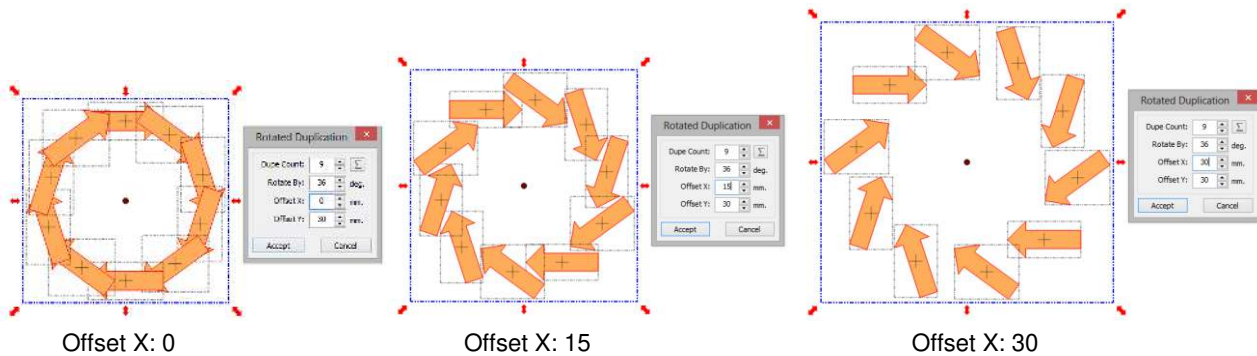 Rotated Duplication
Dupe Count: 9 Σ
Rotate By: 36 deg.
Offset X: 0 mm.
Offset Y: 30 mm.
Accept Cancel
Offset X: 0
Rotated Duplication
Dupe Count: 9 Σ
Rotate By: 36 deg.
Offset X: 15 mm.
Offset Y: 30 mm.
Accept Cancel
Offset X: 15
Rotated Duplication
Dupe Count: 9 Σ
Rotate By: 36 deg.
Offset X: 30 mm.
Offset Y: 30 mm.
Accept Cancel
Offset X: 30